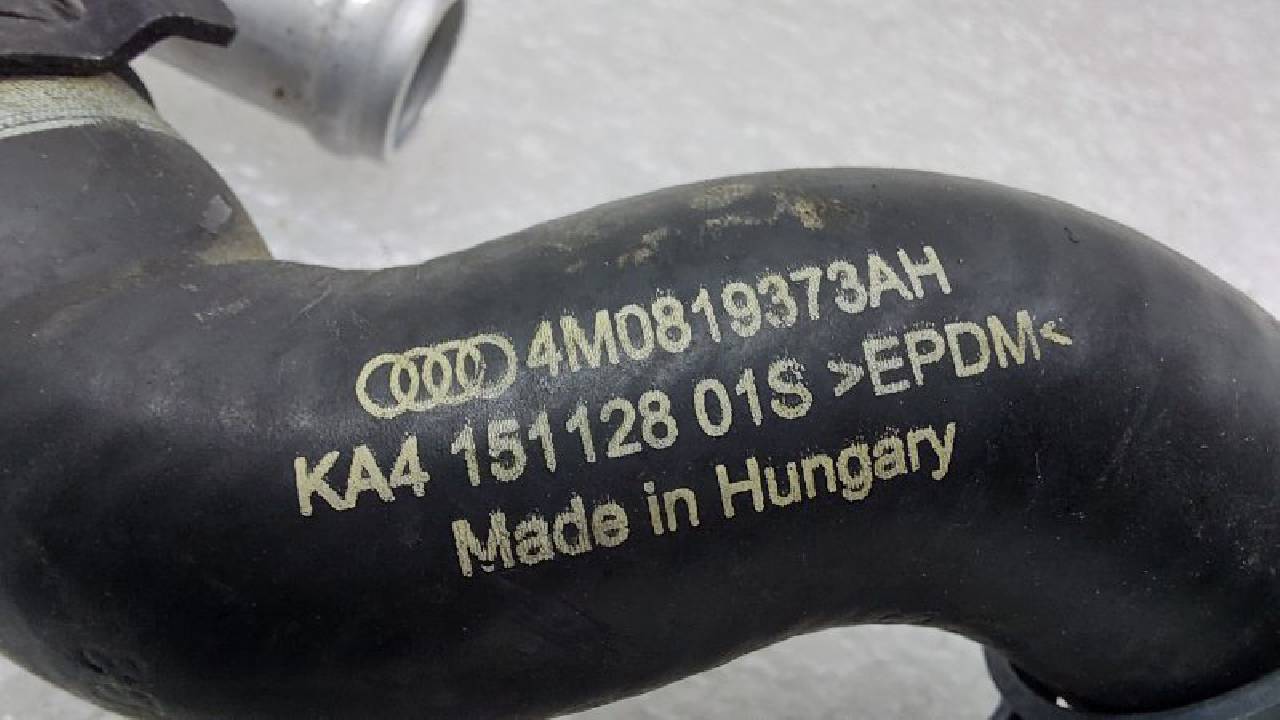 4M0819373AH
KA4 151128 01S >EPDM<
Made in Hungary